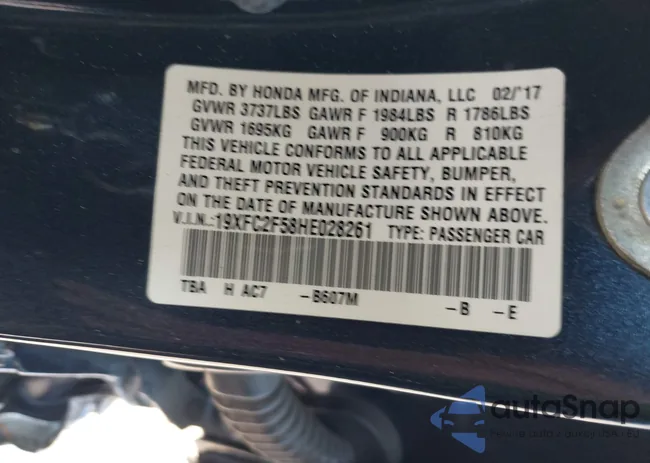 MFD. BY HONDA MFG. OF INDIANA, LLC 02/'17
GVWR 3737LBS GAWR F 1984LBS R 1786LBS
GVWR 1695KG GAWR F 900KG R 810KG
THIS VEHICLE CONFORMS TO ALL APPLICABLE
FEDERAL MOTOR VEHICLE SAFETY, BUMPER,
AND THEFT PREVENTION STANDARDS IN EFFECT
ON THE DATE OF MANUFACTURE SHOWN ABOVE.
V.I.N.:19XFC2F58HE028261 TYPE: PASSENGER CAR
TBA H AC7 -B607M -B -E
autoSnap